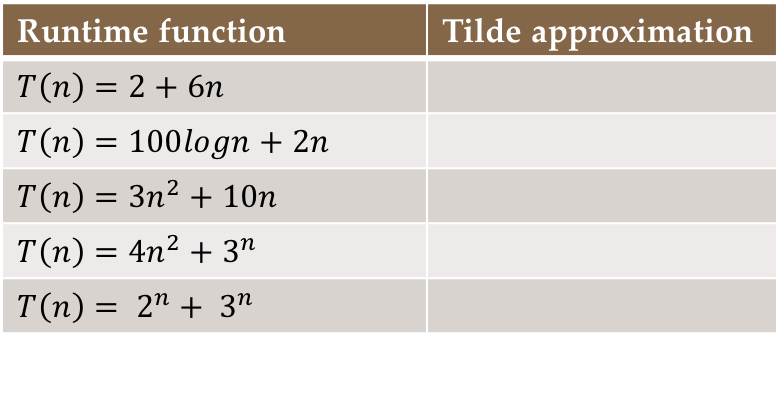 Runtime function Tilde approximation
T(n) = 2 + 6n
T(n) = 100logn + 2n
T(n) = 3n² + 10n
T(n) = 4n² + 3ⁿ
T(n) = 2ⁿ + 3ⁿ